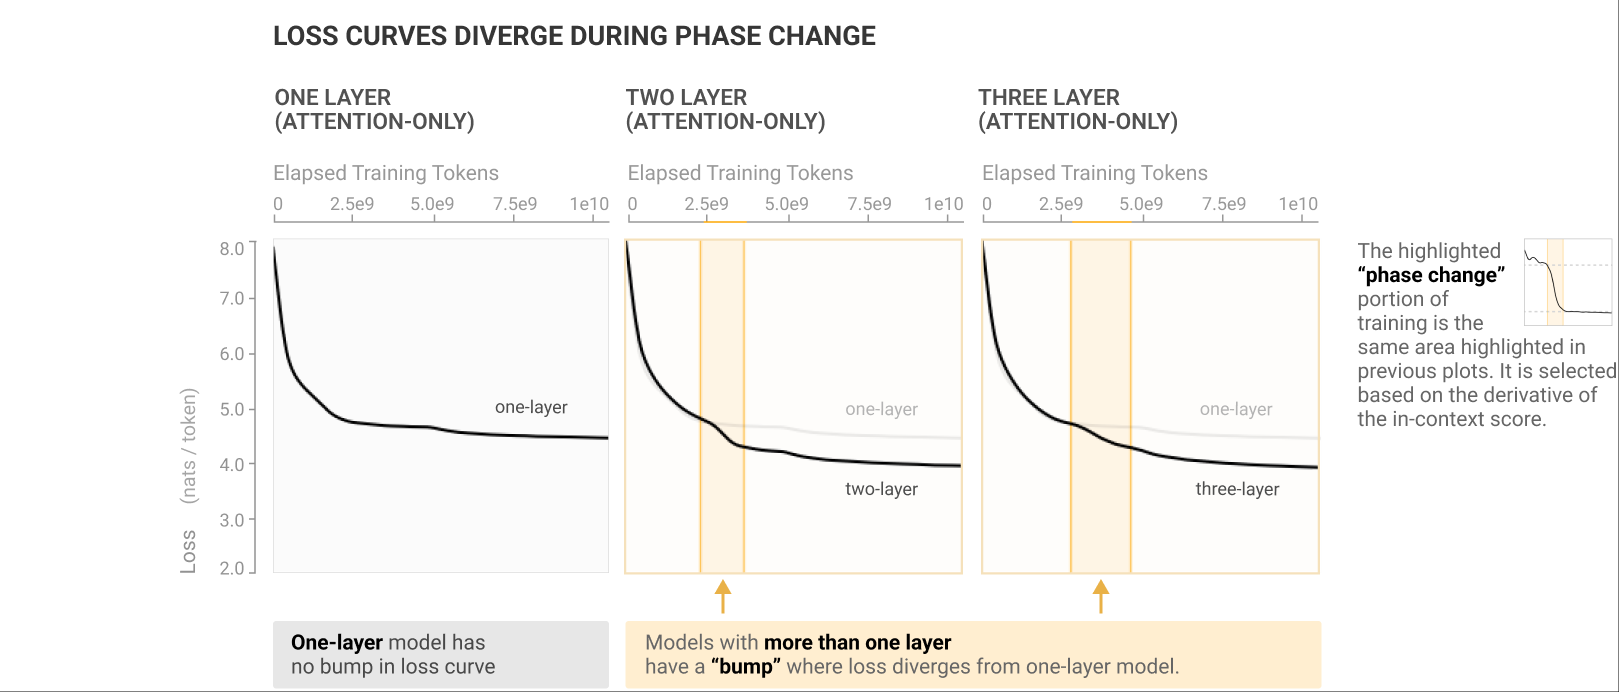 LOSS CURVES DIVERGE DURING PHASE CHANGE
ONE LAYER
(ATTENTION-ONLY)
Elapsed Training Tokens
0 2.5e9 5.0e9 7.5e9 1e10
TWO LAYER
(ATTENTION-ONLY)
Elapsed Training Tokens
0 2.5e9 5.0e9 7.5e9 1e10
THREE LAYER
(ATTENTION-ONLY)
Elapsed Training Tokens
0 2.5e9 5.0e9 7.5e9 1e10
Loss (nats / token)
8.0
7.0
6.0
5.0
4.0
3.0
2.0
one-layer
one-layer
two-layer
one-layer
three-layer
The highlighted
“phase change”
portion of
training is the
same area highlighted in
previous plots. It is selected
based on the derivative of
the in-context score.
One-layer model has
no bump in loss curve
Models with more than one layer
have a “bump” where loss diverges from one-layer model.